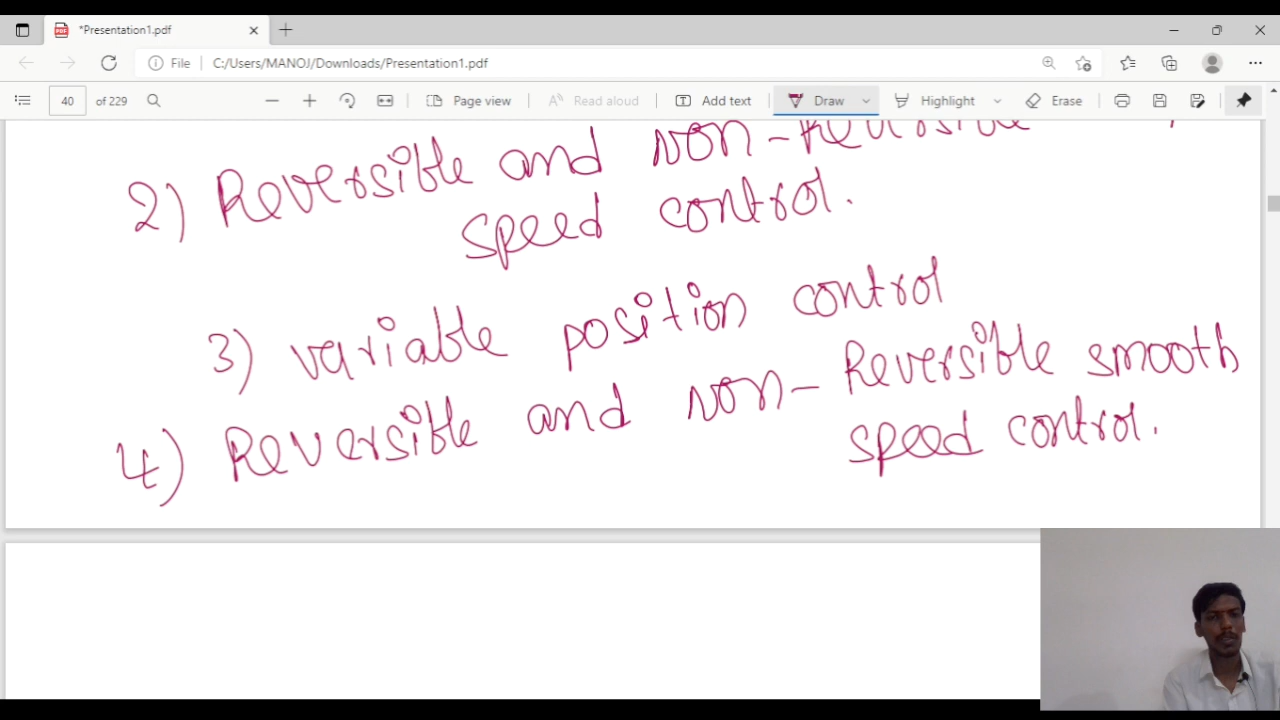 *Presentation1.pdf
File C:/Users/MANOJ/Downloads/Presentation1.pdf
40 of 229 Page view Read aloud Add text Draw Highlight Erase
2) Reversible and non-Reversible
speed control.
3) variable position control
4) Reversible and non-Reversible smooth
speed control.